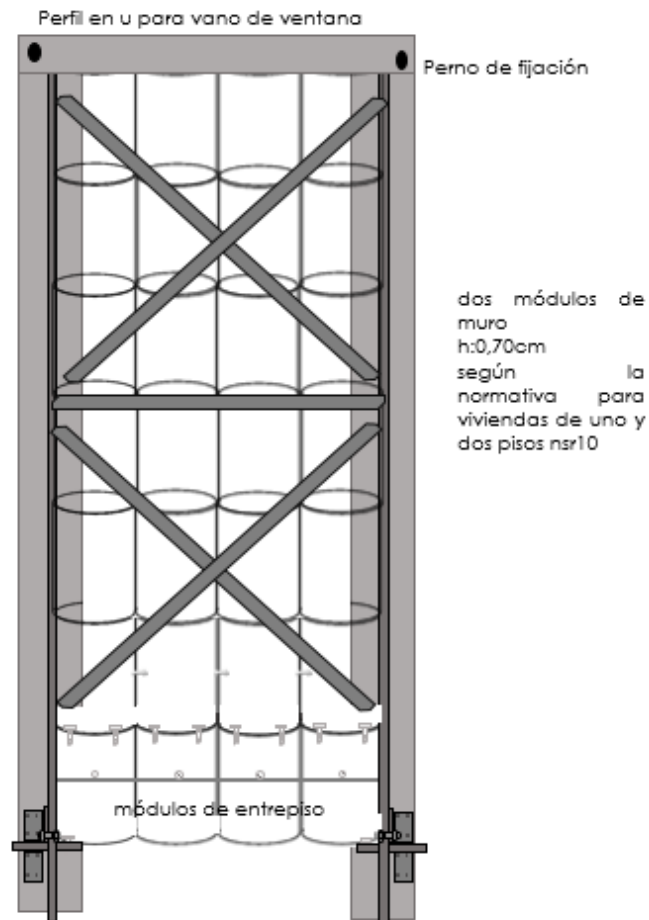 Perfil en u para vano de ventana
Perno de fijación
dos módulos de
muro
h:0,70cm
según la
normativa para
viviendas de uno y
dos pisos nsr10
módulos de entrepiso